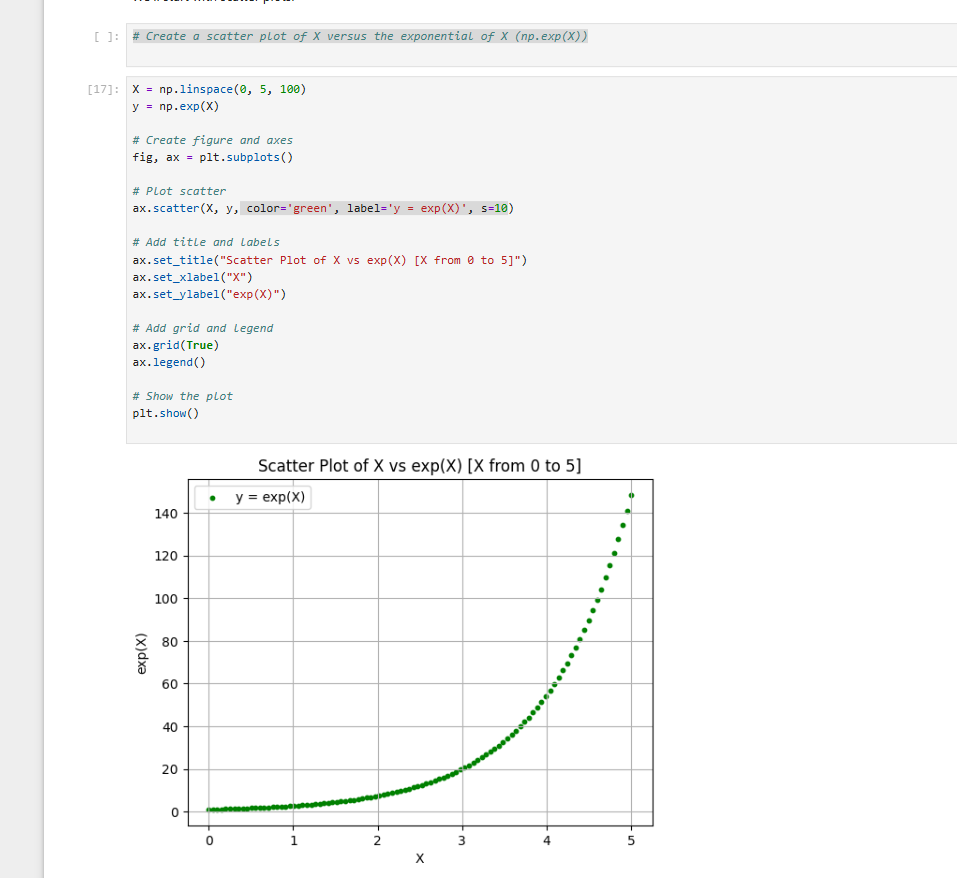 [ ]: # Create a scatter plot of X versus the exponential of X (np.exp(X))
[17]: X = np.linspace(0, 5, 100)
y = np.exp(X)
# Create figure and axes
fig, ax = plt.subplots()
# Plot scatter
ax.scatter(X, y, color='green', label='y = exp(X)', s=10)
# Add title and labels
ax.set_title("Scatter Plot of X vs exp(X) [X from 0 to 5]")
ax.set_xlabel("X")
ax.set_ylabel("exp(X)")
# Add grid and legend
ax.grid(True)
ax.legend()
# Show the plot
plt.show()
Scatter Plot of X vs exp(X) [X from 0 to 5]
y = exp(X)
140
120
100
80
60
40
20
0
exp(X)
0 1 2 3 4 5
X